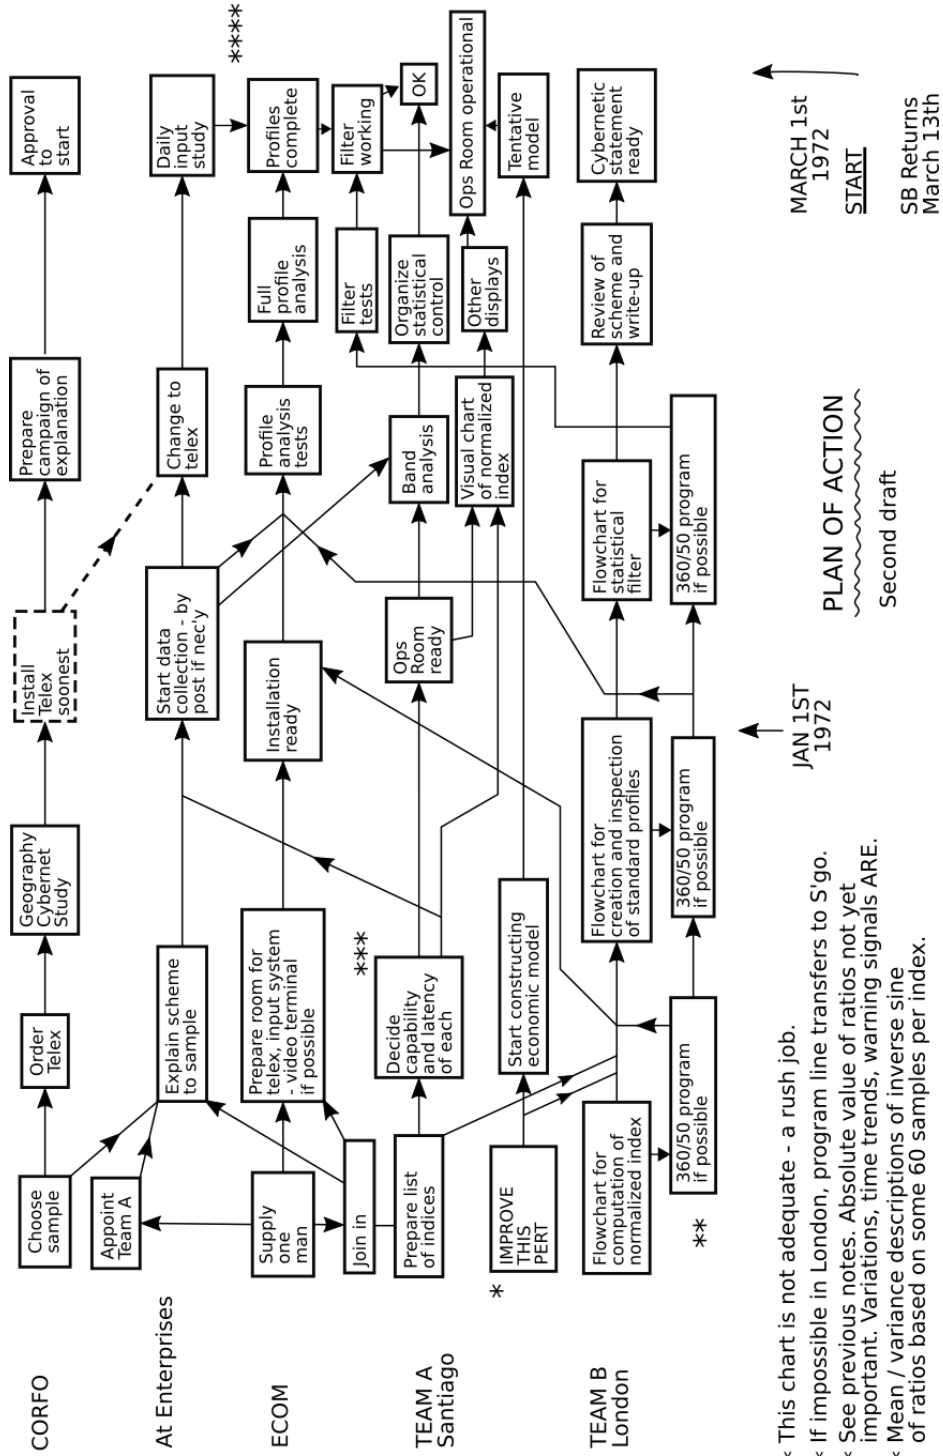 CORFO
Choose
sample
Order
Telex
Geography
Cybernet
Study
Install
Telex
soonest
Prepare
campaign of
explanation
Approval
to
start
At Enterprises
Appoint
Team A
Explain scheme
to sample
Start data
collection - by
post if nec'y
Change to
telex
Daily
input
study
****
ECOM
Supply
one
man
Prepare room for
telex, input system
- video terminal
if possible
Installation
ready
Profile
analysis
tests
Full
profile
analysis
Profiles
complete
Join in
Filter
tests
Filter
working
TEAM A
Santiago
Prepare list
of indices
***
Decide
capability
and latency
of each
Ops
Room
ready
Band
analysis
Organize
statistical
control
OK
Visual chart
of normalized
index
Other
displays
Ops Room operational
*
IMPROVE
THIS
PERT
Start constructing
economic model
Tentative
model
TEAM B
London
Flowchart for
computation of
normalized index
Flowchart for
creation and inspection
of standard profiles
Flowchart for
statistical
filter
Review of
scheme and
write-up
Cybernetic
statement
ready
**
360/50 program
if possible
360/50 program
if possible
360/50 program
if possible
JAN 1ST
1972
MARCH 1st
1972
START
SB Returns
March 13th
PLAN OF ACTION
Second draft
* This chart is not adequate - a rush job.
* If impossible in London, program line transfers to S'go.
* See previous notes. Absolute value of ratios not yet
important. Variations, time trends, warning signals ARE.
* Mean / variance descriptions of inverse sine
of ratios based on some 60 samples per index.